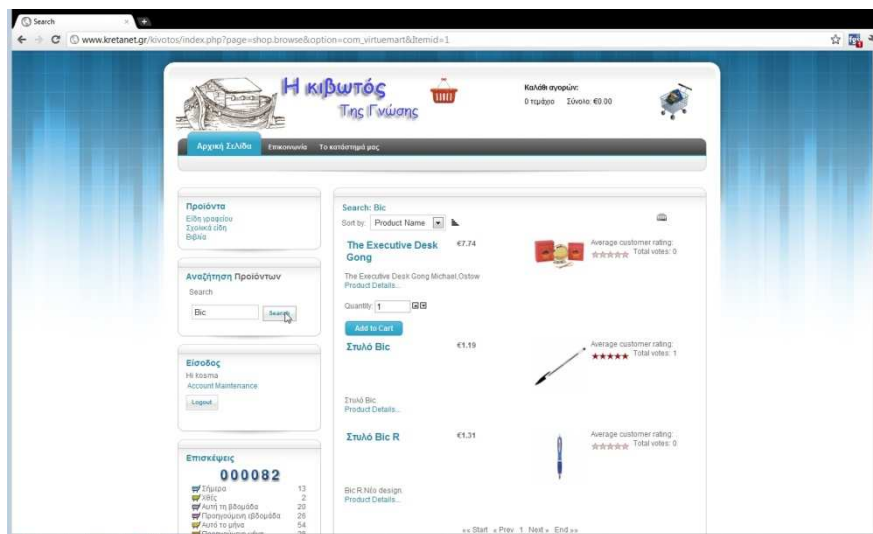 Search
www.kretanet.gr/kivotos/index.php?page=shop.browse&option=com_virtuemart&Itemid=1
Η κιβωτός
Της Γνώσης
Καλάθι αγορών:
0 τεμάχιο Σύνολο: €0.00
Αρχική Σελίδα Επικοινωνία Το κατάστημά μας
Προϊόντα
Είδη γραφείου
Σχολικά είδη
Βιβλία
Αναζήτηση Προϊόντων
Search
Bic
Search
Είσοδος
Hi kosma
Account Maintenance
Logout
Επισκέψεις
000082
Σήμερα 13
Χθές 2
Αυτή τη βδομάδα 20
Προηγούμενη εβδομάδα 26
Αυτό το μήνα 54
Search: Bic
Sort by: Product Name
The Executive Desk Gong €7.74
Average customer rating:
Total votes: 0
The Executive Desk Gong Michael,Ostow
Product Details...
Quantity: 1
Add to Cart
Στυλό Bic €1.19
Average customer rating:
Total votes: 1
Στυλό Bic
Product Details...
Στυλό Bic R €1.31
Average customer rating:
Total votes: 0
Bic R Νέο design.
Product Details...
«« Start « Prev 1 Next » End »»